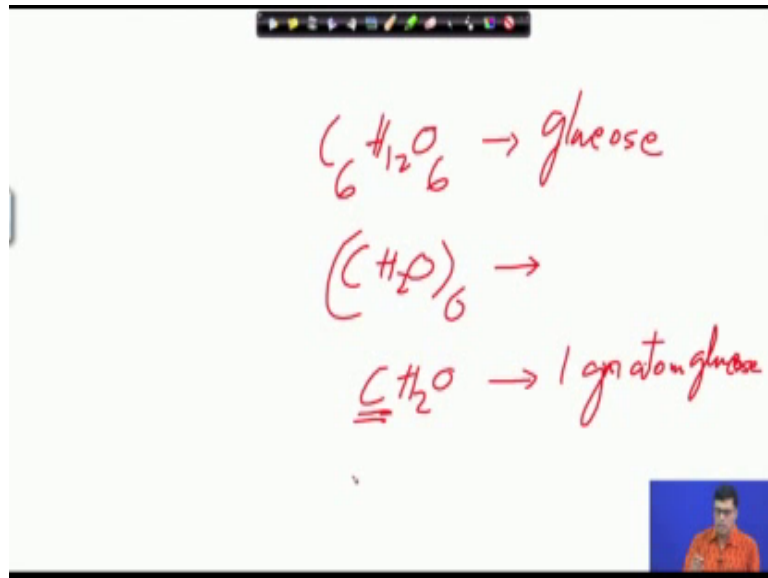 C6H12O6 → glucose
(CH2O)6 →
CH2O → 1 gm atom glucose